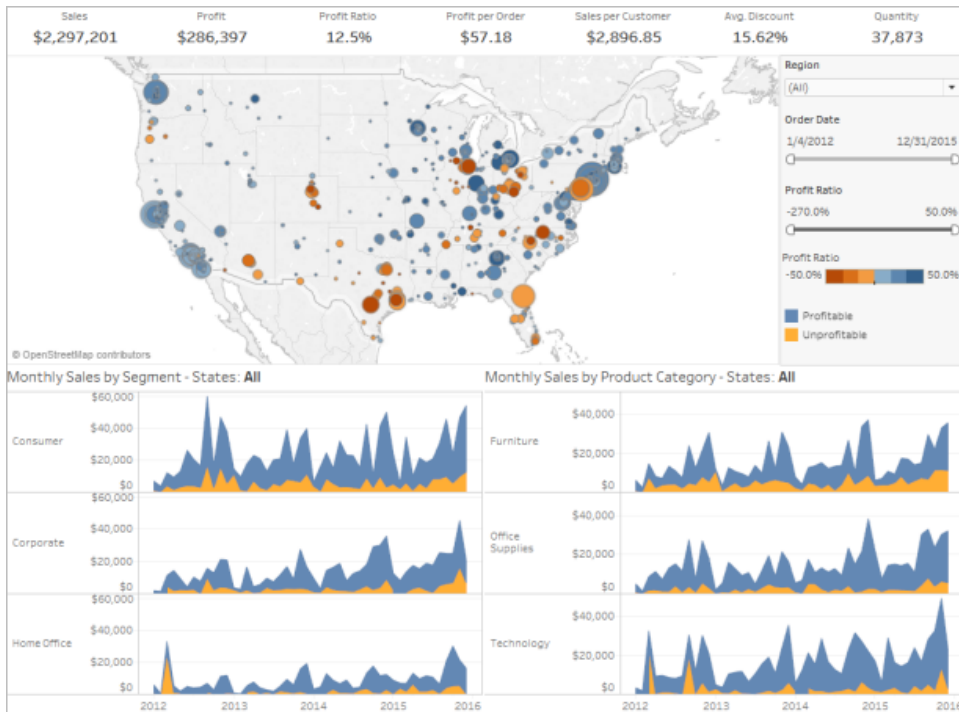 Sales Profit Profit Ratio Profit per Order Sales per Customer Avg. Discount Quantity
$2,297,201 $286,397 12.5% $57.18 $2,896.85 15.62% 37,873
Region
(All)
Order Date
1/4/2012 12/31/2015
Profit Ratio
-270.0% 50.0%
Profit Ratio
-50.0% 50.0%
Profitable
Unprofitable
© OpenStreetMap contributors
Monthly Sales by Segment - States: All
Consumer
$60,000
$40,000
$20,000
$0
Corporate
$60,000
$40,000
$20,000
$0
Home Office
$60,000
$40,000
$20,000
$0
2012 2013 2014 2015 2016
Monthly Sales by Product Category - States: All
Furniture
$40,000
$20,000
$0
Office
Supplies
$40,000
$20,000
$0
Technology
$40,000
$20,000
$0
2012 2013 2014 2015 2016